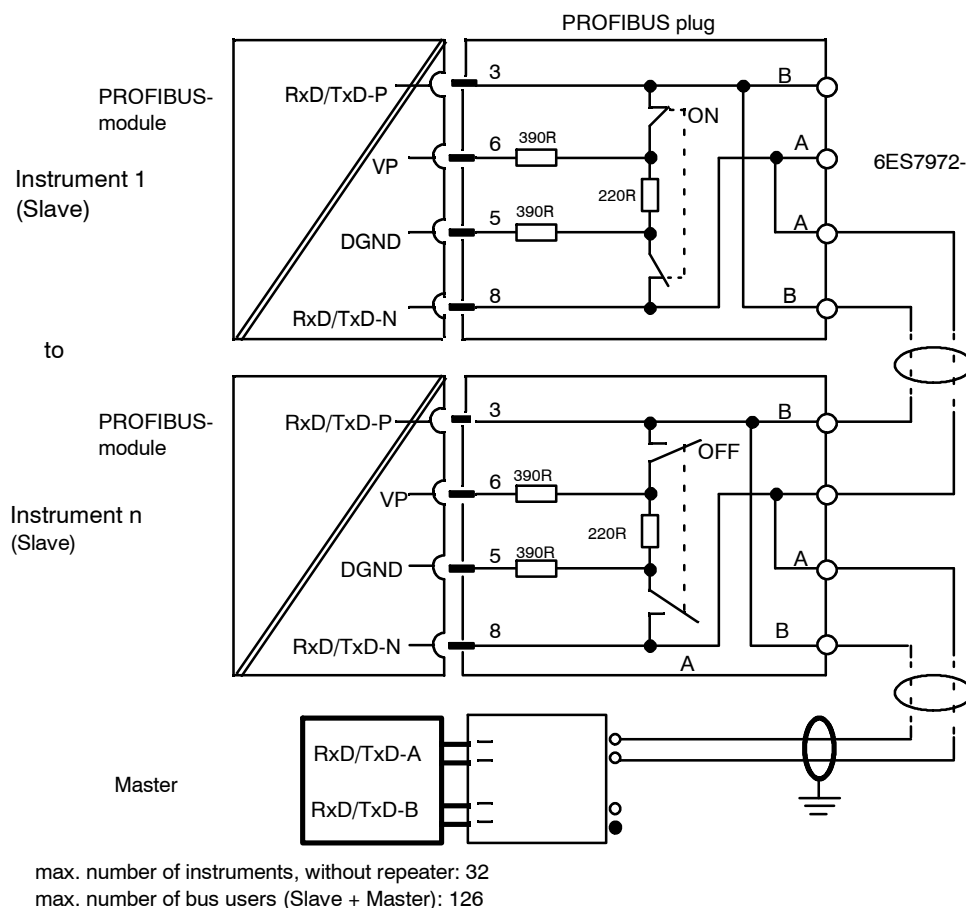 PROFIBUS plug
3
B
RxD/TxD-P
ON
PROFIBUS-
module
390R
6
A
VP
6ES7972-
Instrument 1
(Slave)
220R
390R
5
A
DGND
8
B
RxD/TxD-N
to
3
B
RxD/TxD-P
PROFIBUS-
module
OFF
390R
6
VP
Instrument n
(Slave)
220R
390R
5
A
DGND
8
B
RxD/TxD-N
A
RxD/TxD-A
Master
RxD/TxD-B
max. number of instruments, without repeater: 32
max. number of bus users (Slave + Master): 126